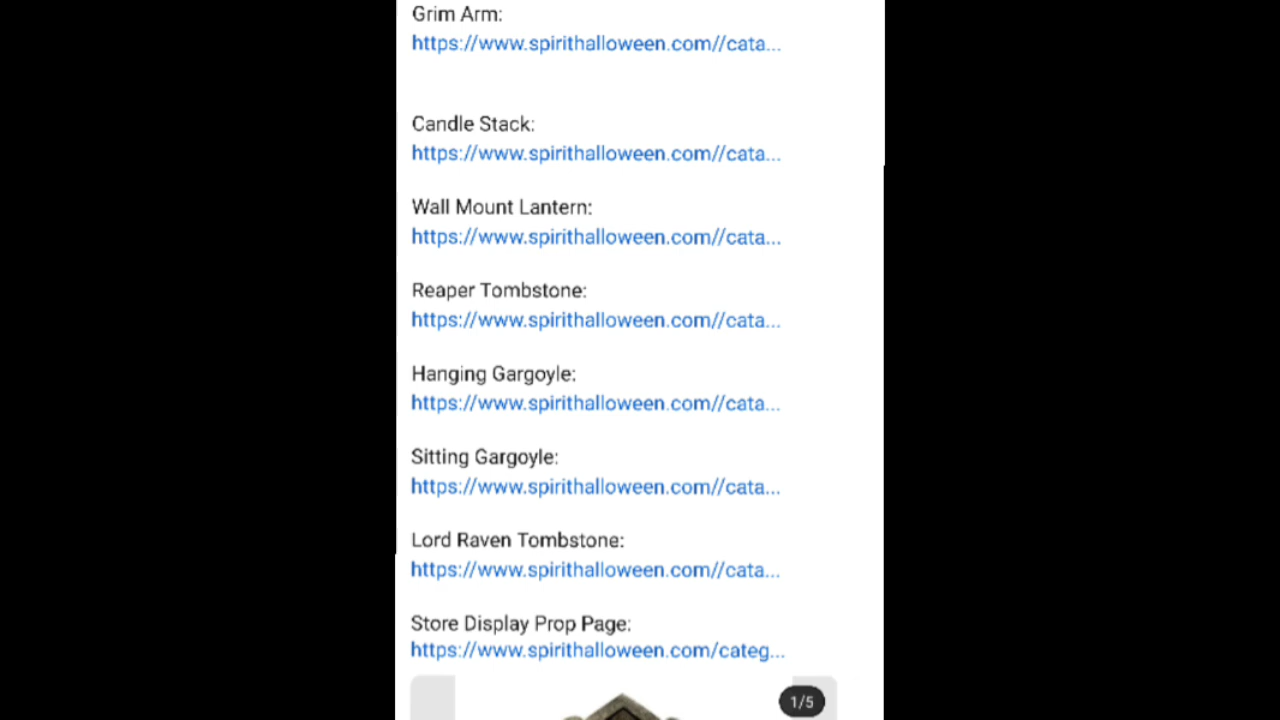 Grim Arm:
https://www.spirithalloween.com//cata...
Candle Stack:
https://www.spirithalloween.com//cata...
Wall Mount Lantern:
https://www.spirithalloween.com//cata...
Reaper Tombstone:
https://www.spirithalloween.com//cata...
Hanging Gargoyle:
https://www.spirithalloween.com//cata...
Sitting Gargoyle:
https://www.spirithalloween.com//cata...
Lord Raven Tombstone:
https://www.spirithalloween.com//cata...
Store Display Prop Page:
https://www.spirithalloween.com/categ...
1/5